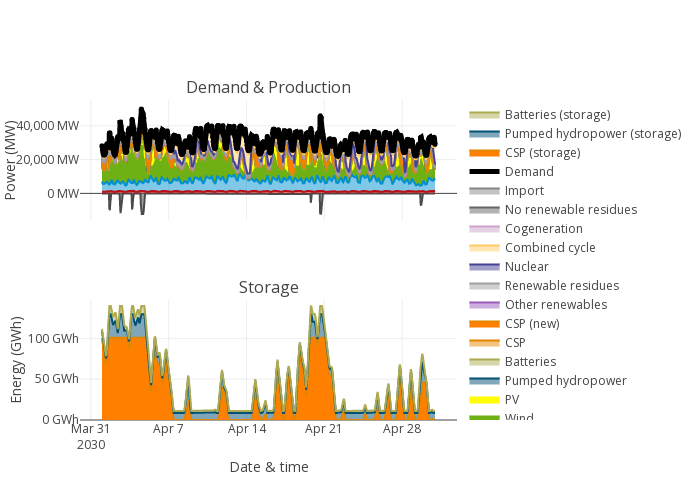 Demand & Production
Power (MW)
40,000 MW
20,000 MW
0 MW
Storage
Energy (GWh)
100 GWh
50 GWh
0 GWh
Mar 31
2030
Apr 7
Apr 14
Apr 21
Apr 28
Date & time
Batteries (storage)
Pumped hydropower (storage)
CSP (storage)
Demand
Import
No renewable residues
Cogeneration
Combined cycle
Nuclear
Renewable residues
Other renewables
CSP (new)
CSP
Batteries
Pumped hydropower
PV
Wind